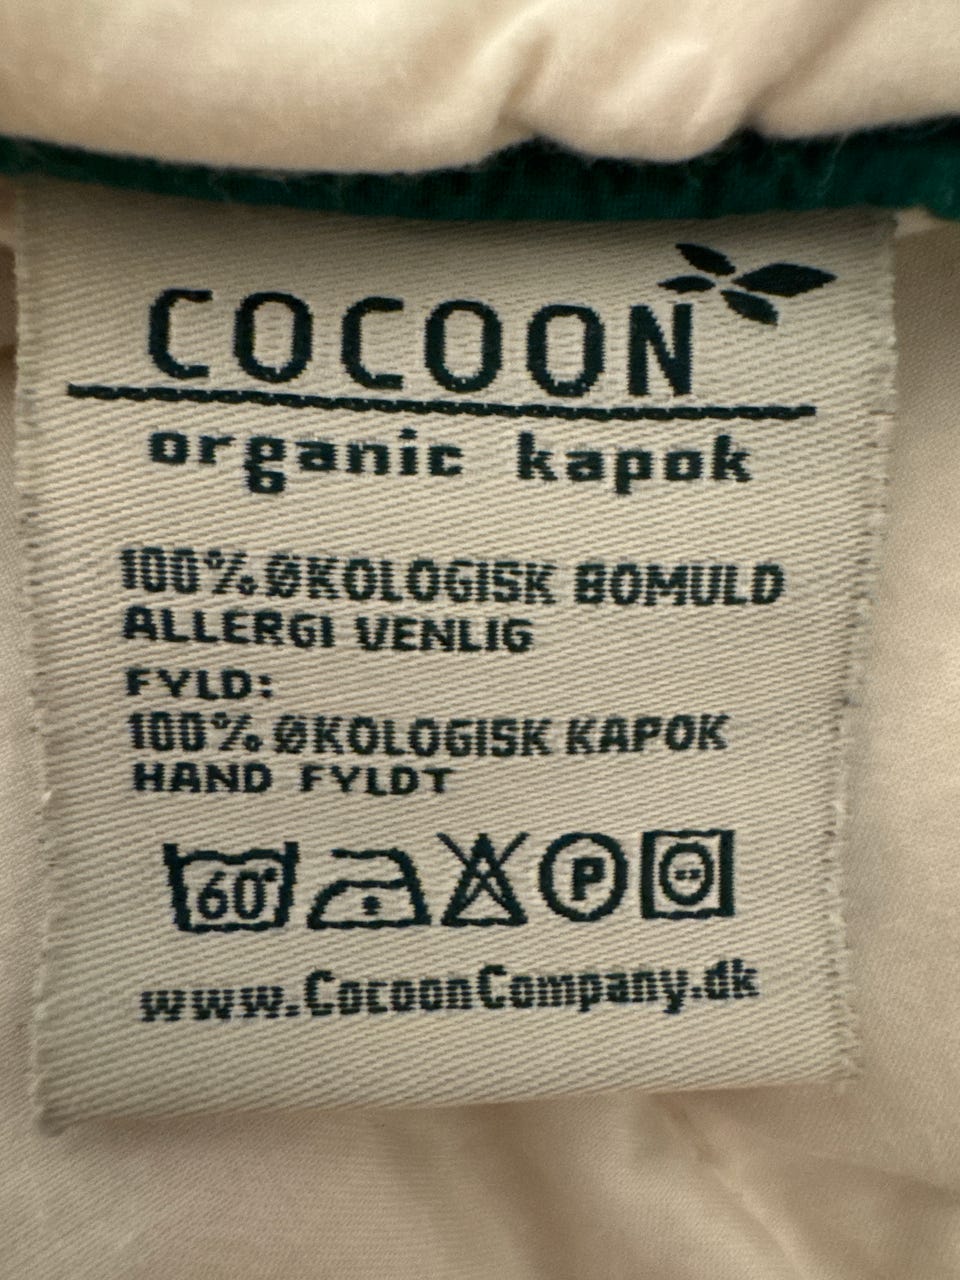 COCOON
organic kapok
100% ØKOLOGISK BOMULD
ALLERGI VENLIG
FYLD:
100% ØKOLOGISK KAPOK
HAND FYLDT
60° P
www.CocoonCompany.dk